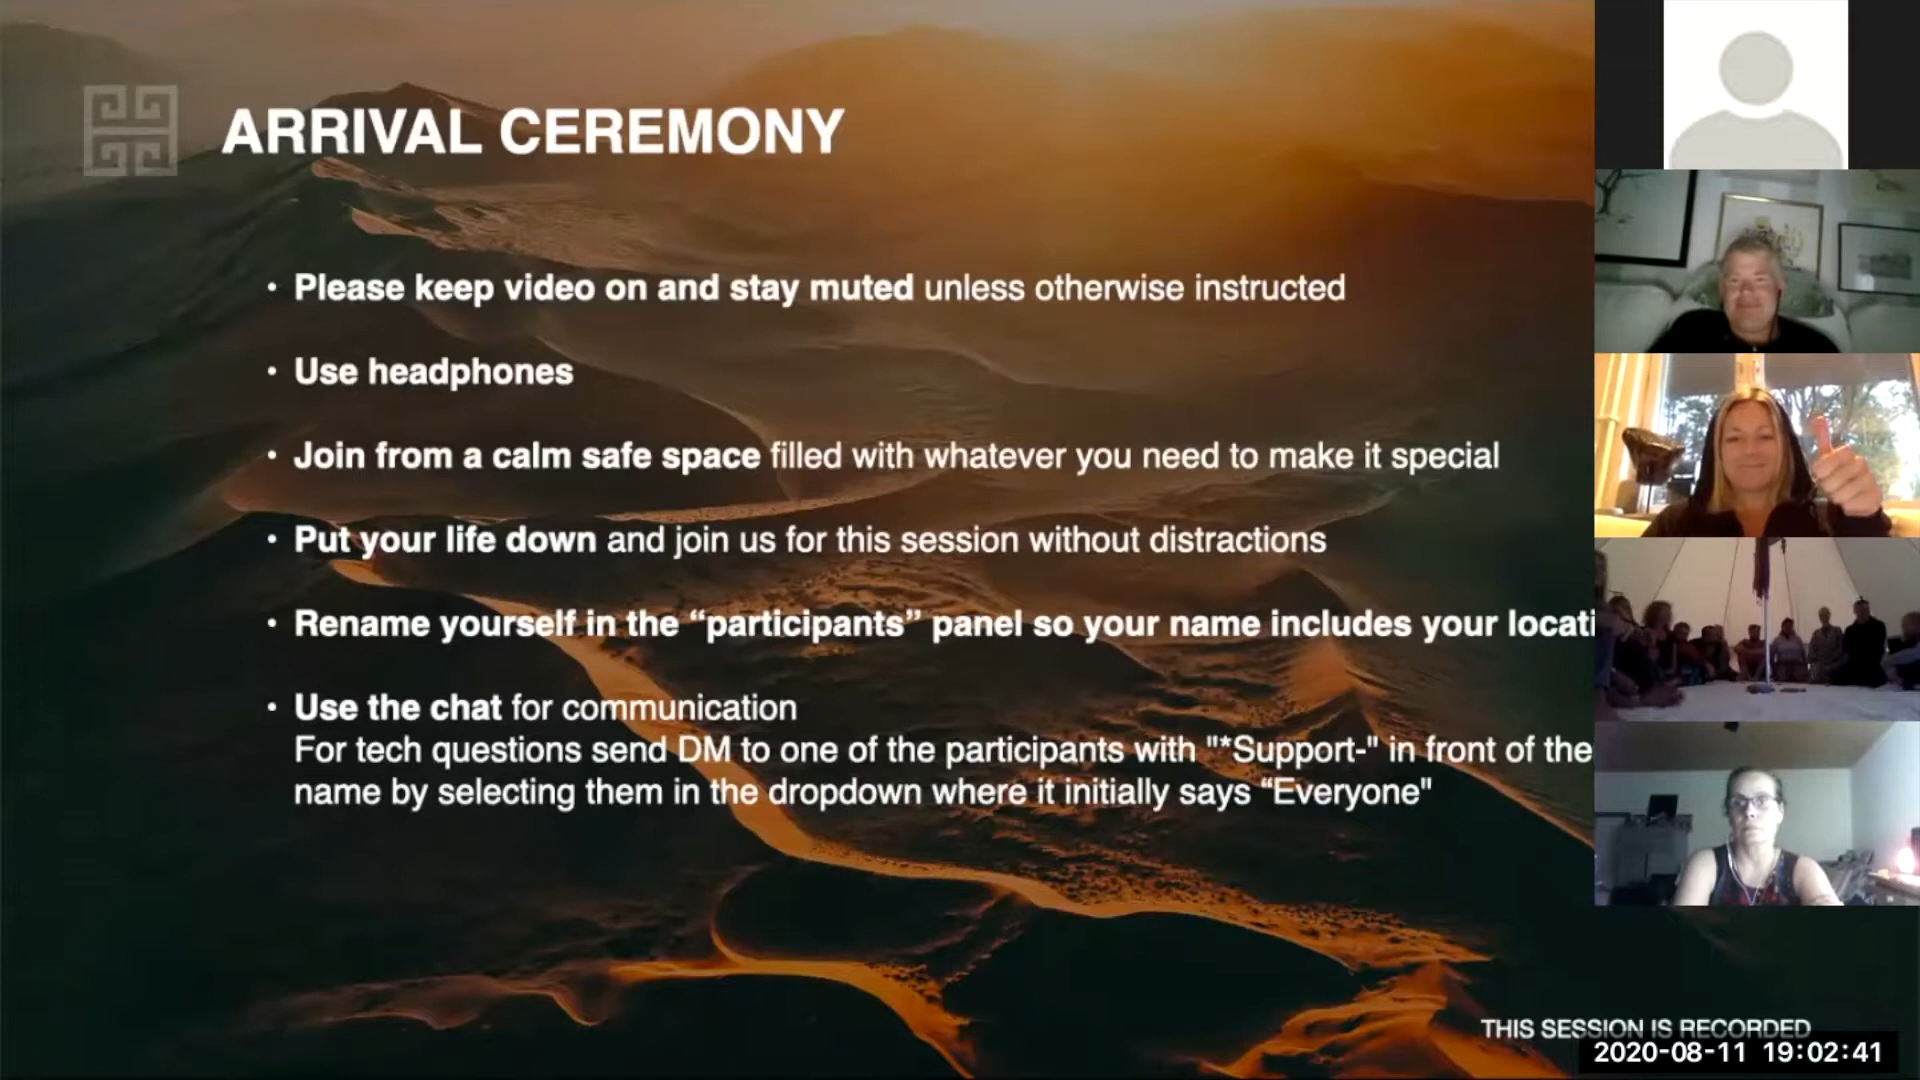 ARRIVAL CEREMONY
• Please keep video on and stay muted unless otherwise instructed
• Use headphones
• Join from a calm safe space filled with whatever you need to make it special
• Put your life down and join us for this session without distractions
• Rename yourself in the “participants” panel so your name includes your locati
• Use the chat for communication
For tech questions send DM to one of the participants with "*Support-" in front of the
name by selecting them in the dropdown where it initially says “Everyone"
THIS SESSION IS RECORDED
2020-08-11 19:02:41